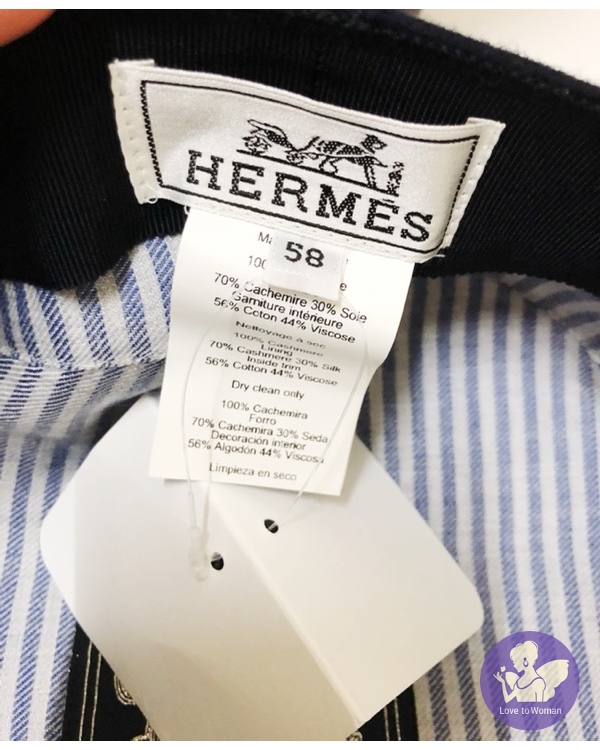 HERMÈS
58
70% Cachemire 30% Soie
Garniture intérieure
56% Coton 44% Viscose
Nettoyage à sec
100% Cashmere
Lining
70% Cashmere 30% Silk
Inside trim
56% Cotton 44% Viscose
Dry clean only
100% Cachemira
Forro
70% Cachemira 30% Seda
Decoración interior
56% Algodón 44% Viscosa
Limpieza en seco
Love to Woman